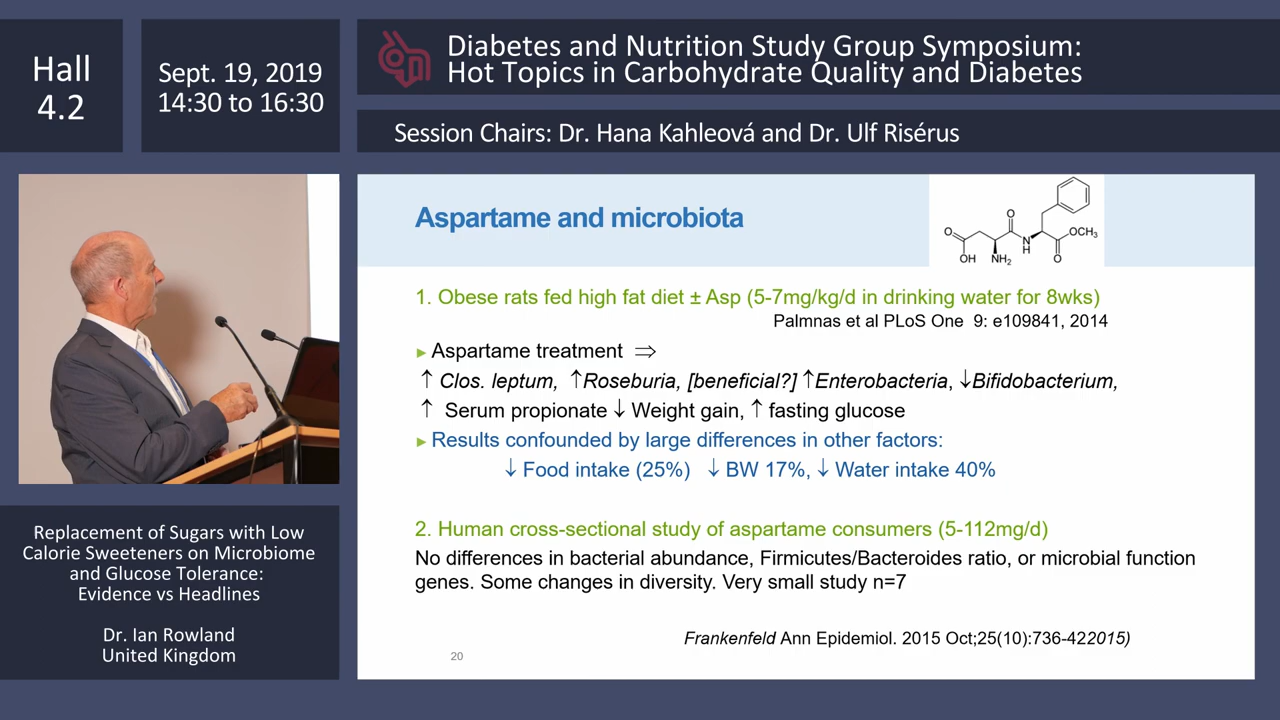 Hall
4.2
Sept. 19, 2019
14:30 to 16:30
Diabetes and Nutrition Study Group Symposium:
Hot Topics in Carbohydrate Quality and Diabetes
Session Chairs: Dr. Hana Kahleová and Dr. Ulf Risérus
Aspartame and microbiota
O
O
OCH3
OH
NH2
N
H
O
1. Obese rats fed high fat diet ± Asp (5-7mg/kg/d in drinking water for 8wks)
Palmnas et al PLoS One 9: e109841, 2014
▸ Aspartame treatment ⇒
↑ Clos. leptum, ↑Roseburia, [beneficial?] ↑Enterobacteria, ↓Bifidobacterium,
↑ Serum propionate ↓ Weight gain, ↑ fasting glucose
▸ Results confounded by large differences in other factors:
↓ Food intake (25%) ↓ BW 17%, ↓ Water intake 40%
2. Human cross-sectional study of aspartame consumers (5-112mg/d)
No differences in bacterial abundance, Firmicutes/Bacteroides ratio, or microbial function
genes. Some changes in diversity. Very small study n=7
Frankenfeld Ann Epidemiol. 2015 Oct;25(10):736-422015)
20
Replacement of Sugars with Low
Calorie Sweeteners on Microbiome
and Glucose Tolerance:
Evidence vs Headlines
Dr. Ian Rowland
United Kingdom